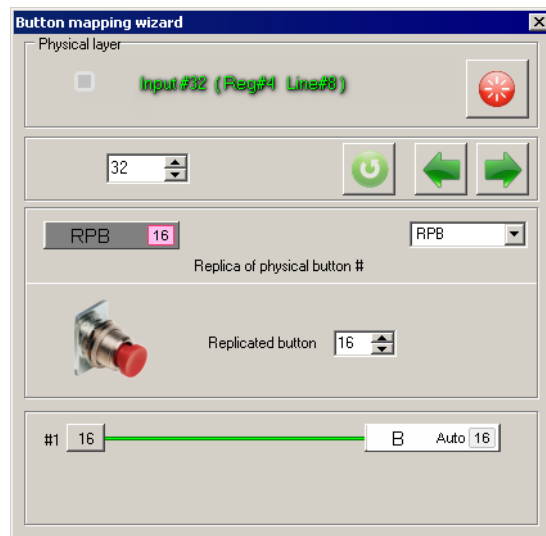 Button mapping wizard
Physical layer
Input#32 (Reg#4 Line#8)
32
RPB 16
RPB
Replica of physical button #
Replicated button 16
#1 16 B Auto 16